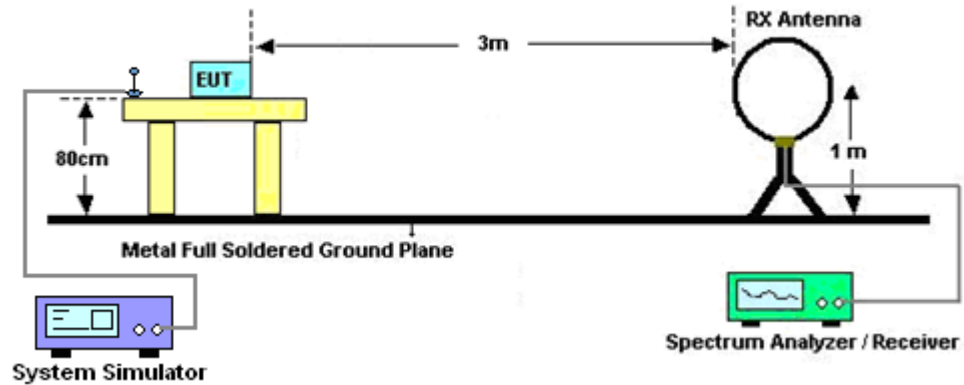 RX Antenna
3m
EUT
80cm
1 m
Metal Full Soldered Ground Plane
Spectrum Analyzer / Receiver
System Simulator